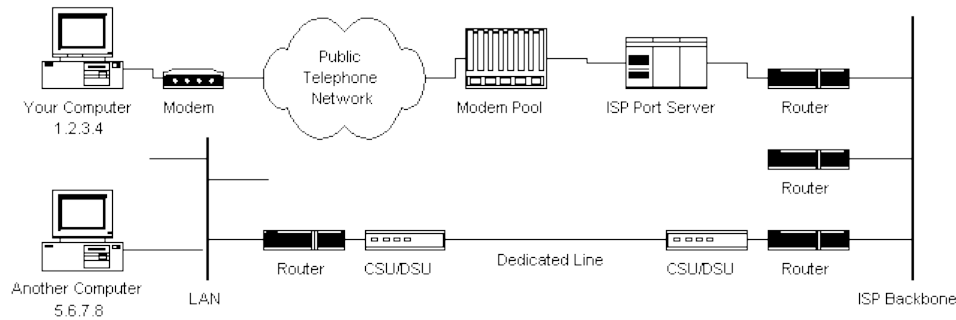 Public
Telephone
Network
Your Computer
1.2.3.4
Modem
Modem Pool
ISP Port Server
Router
Router
Another Computer
5.6.7.8
LAN
Router
CSU/DSU
Dedicated Line
CSU/DSU
Router
ISP Backbone